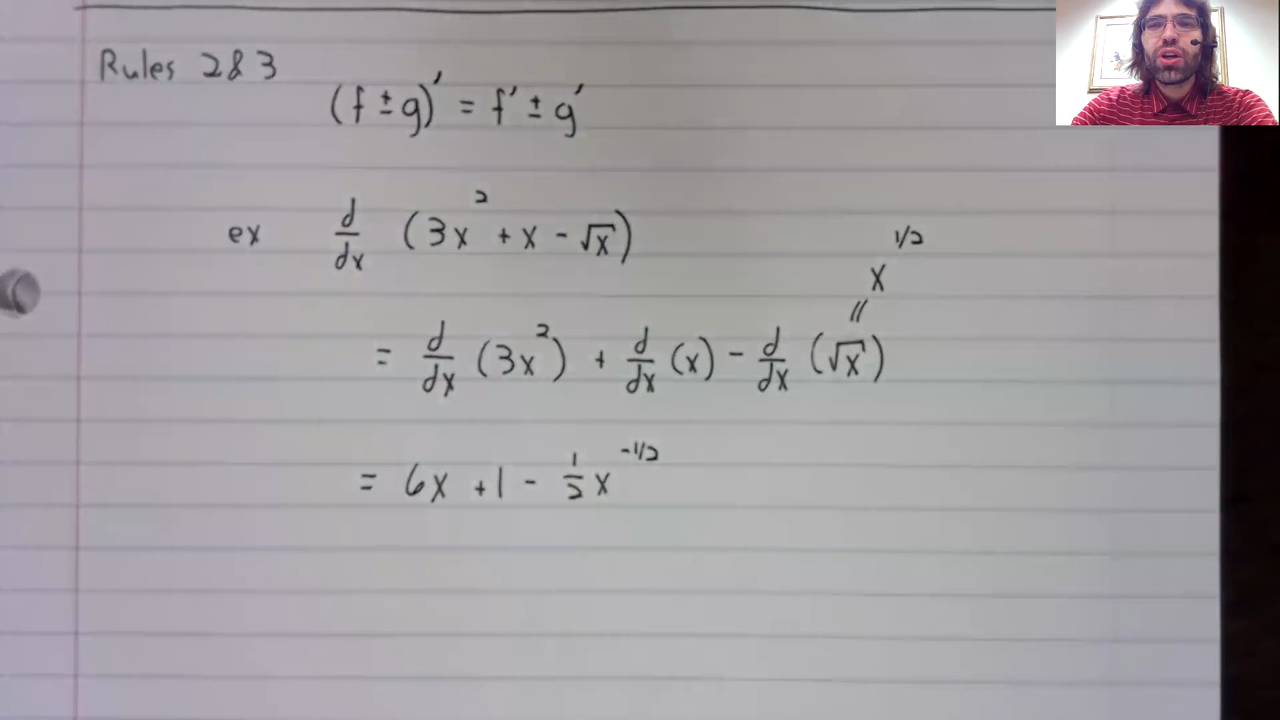 Rules 2&3
(f ± g)' = f' ± g'
ex d/dx (3x² + x - √x)
x^1/2
//
= d/dx (3x²) + d/dx (x) - d/dx (√x)
= 6x + 1 - 1/2 x^-1/2